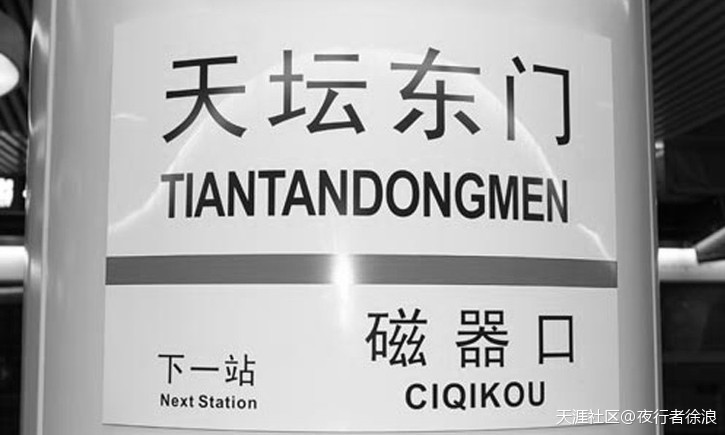 天坛东门
TIANTANDONGMEN
下一站
Next Station
磁器口
CIQIKOU
天涯社区@夜行者徐浪